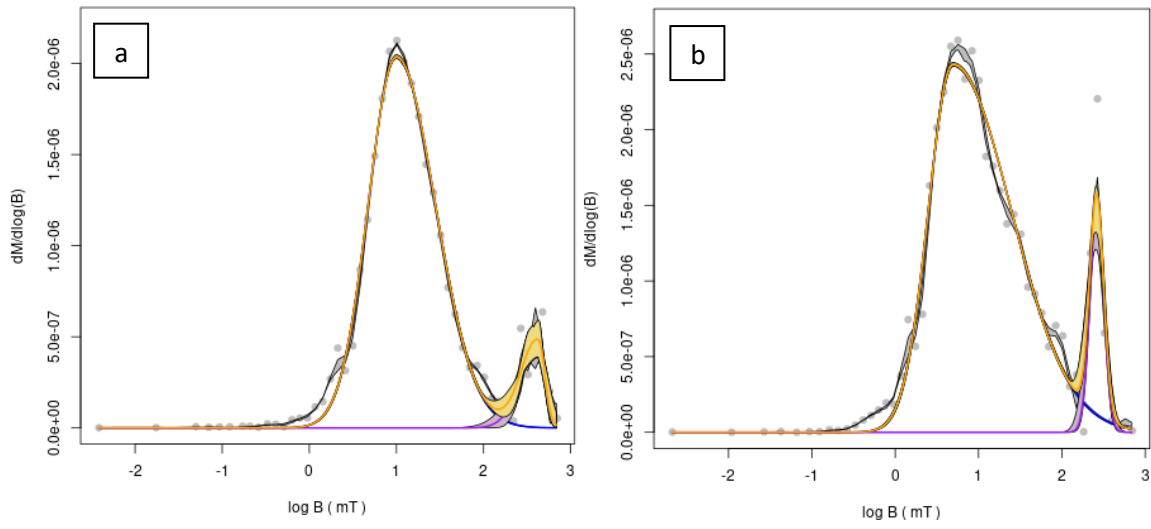 a
dM/dlog(B)
0.0e+00 5.0e-07 1.0e-06 1.5e-06 2.0e-06
-2 -1 0 1 2 3
log B ( mT )
b
dM/dlog(B)
0.0e+00 5.0e-07 1.0e-06 1.5e-06 2.0e-06 2.5e-06
-2 -1 0 1 2 3
log B ( mT )